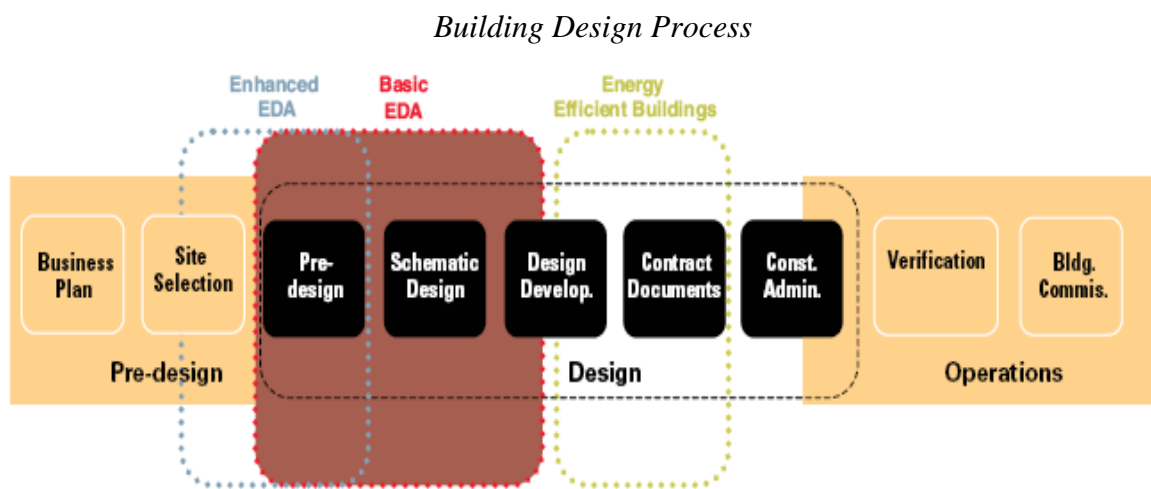 Building Design Process
Enhanced
EDA
Basic
EDA
Energy
Efficient Buildings
Business
Plan
Site
Selection
Pre-
design
Schematic
Design
Design
Develop.
Contract
Documents
Const.
Admin.
Verification
Bldg.
Commis.
Pre-design
Design
Operations